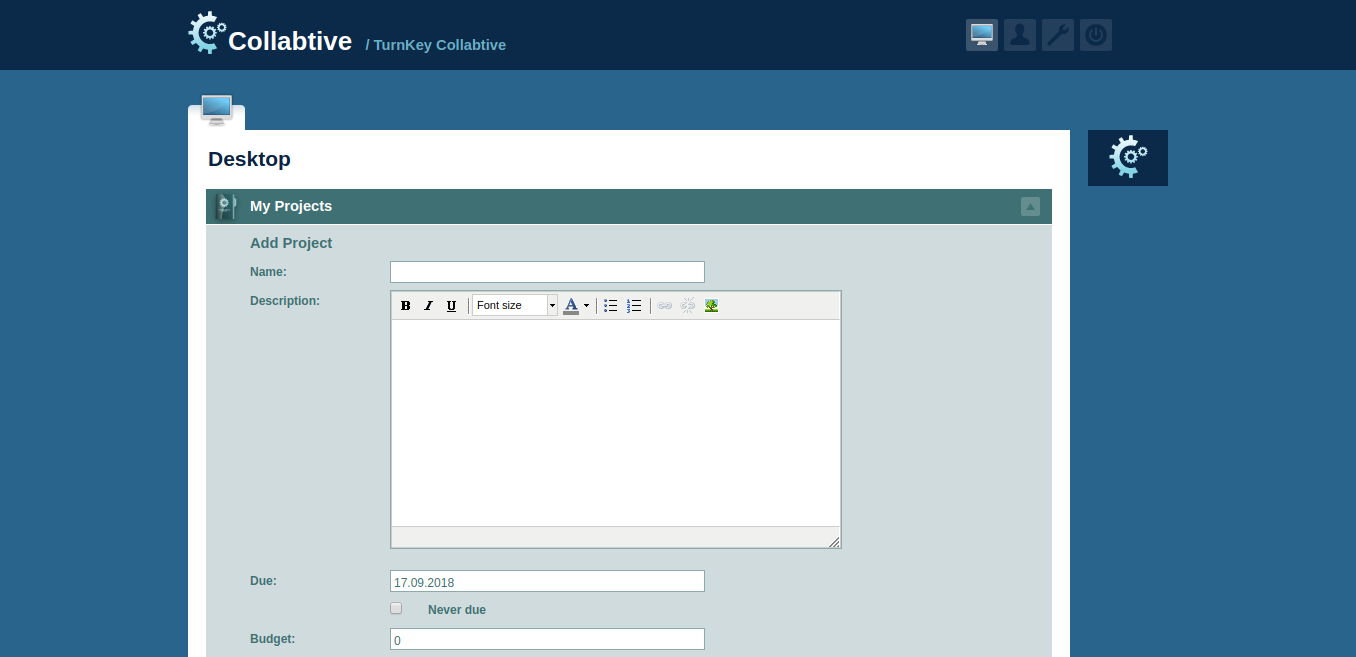 Collabtive / TurnKey Collabtive
Desktop
My Projects
Add Project
Name:
Description:
B I U Font size A
Due: 17.09.2018
Never due
Budget: 0